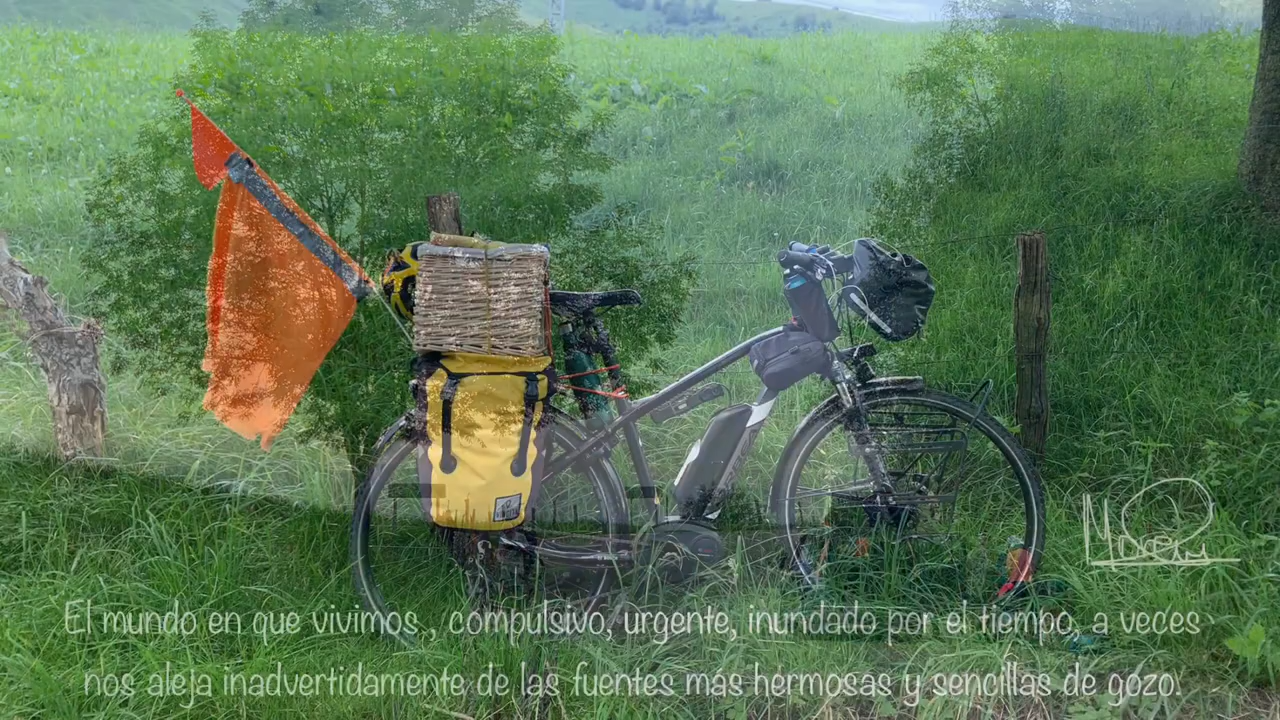 El mundo en que vivimos , compulsivo, urgente, inundado por el tiempo, a veces
nos aleja inadvertidamente de las fuentes más hermosas y sencillas de gozo.